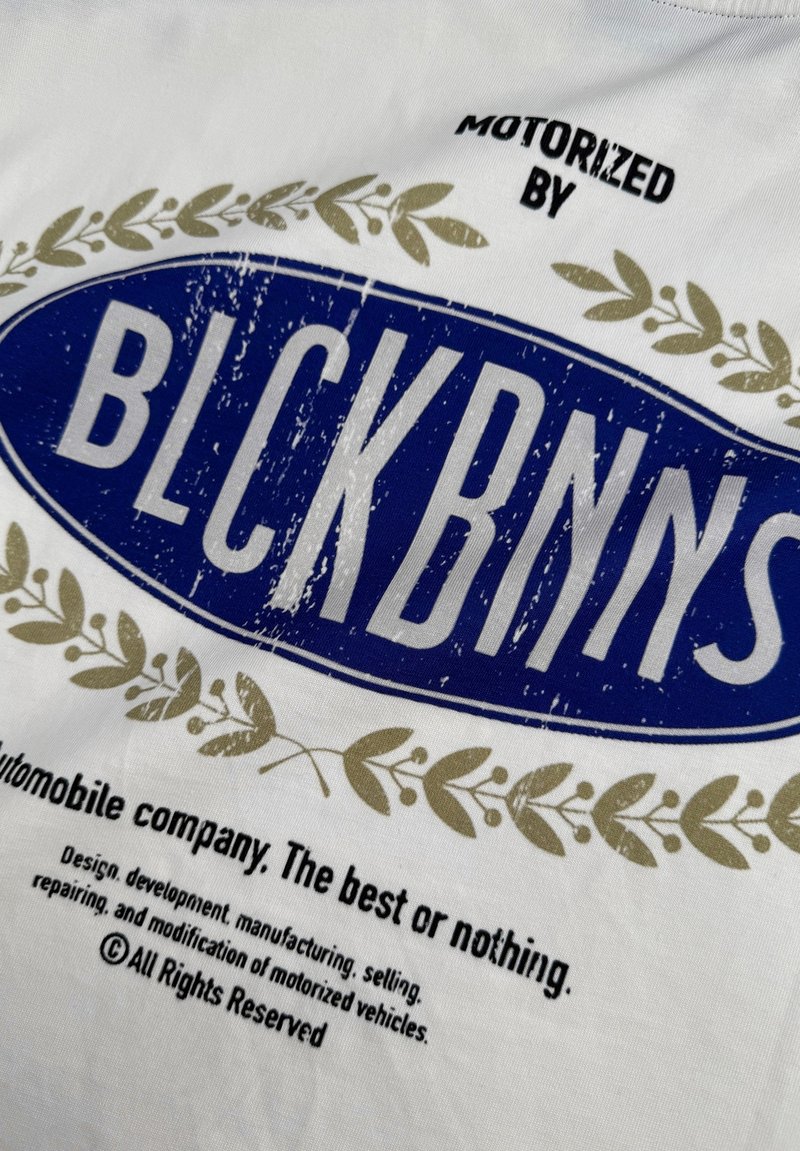 MOTORIZED
BY
BLCKBNNS
Automobile company. The best or nothing.
Design, development, manufacturing, selling,
repairing, and modification of motorized vehicles.
© All Rights Reserved